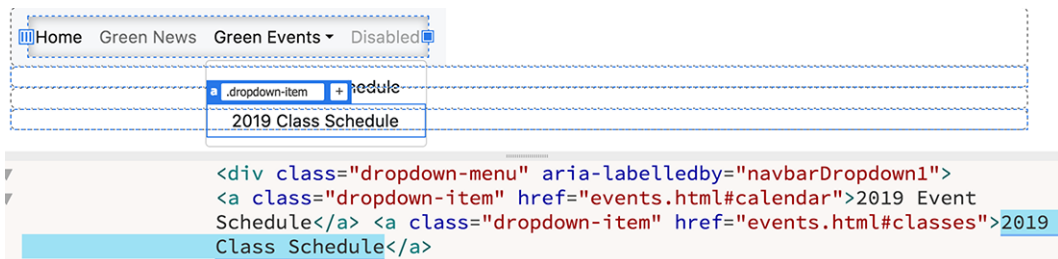 Home Green News Green Events Disabled
hedule
a .dropdown-item +
2019 Class Schedule
<div class="dropdown-menu" aria-labelledby="navbarDropdown1">
<a class="dropdown-item" href="events.html#calendar">2019 Event
Schedule</a> <a class="dropdown-item" href="events.html#classes">2019
Class Schedule</a>